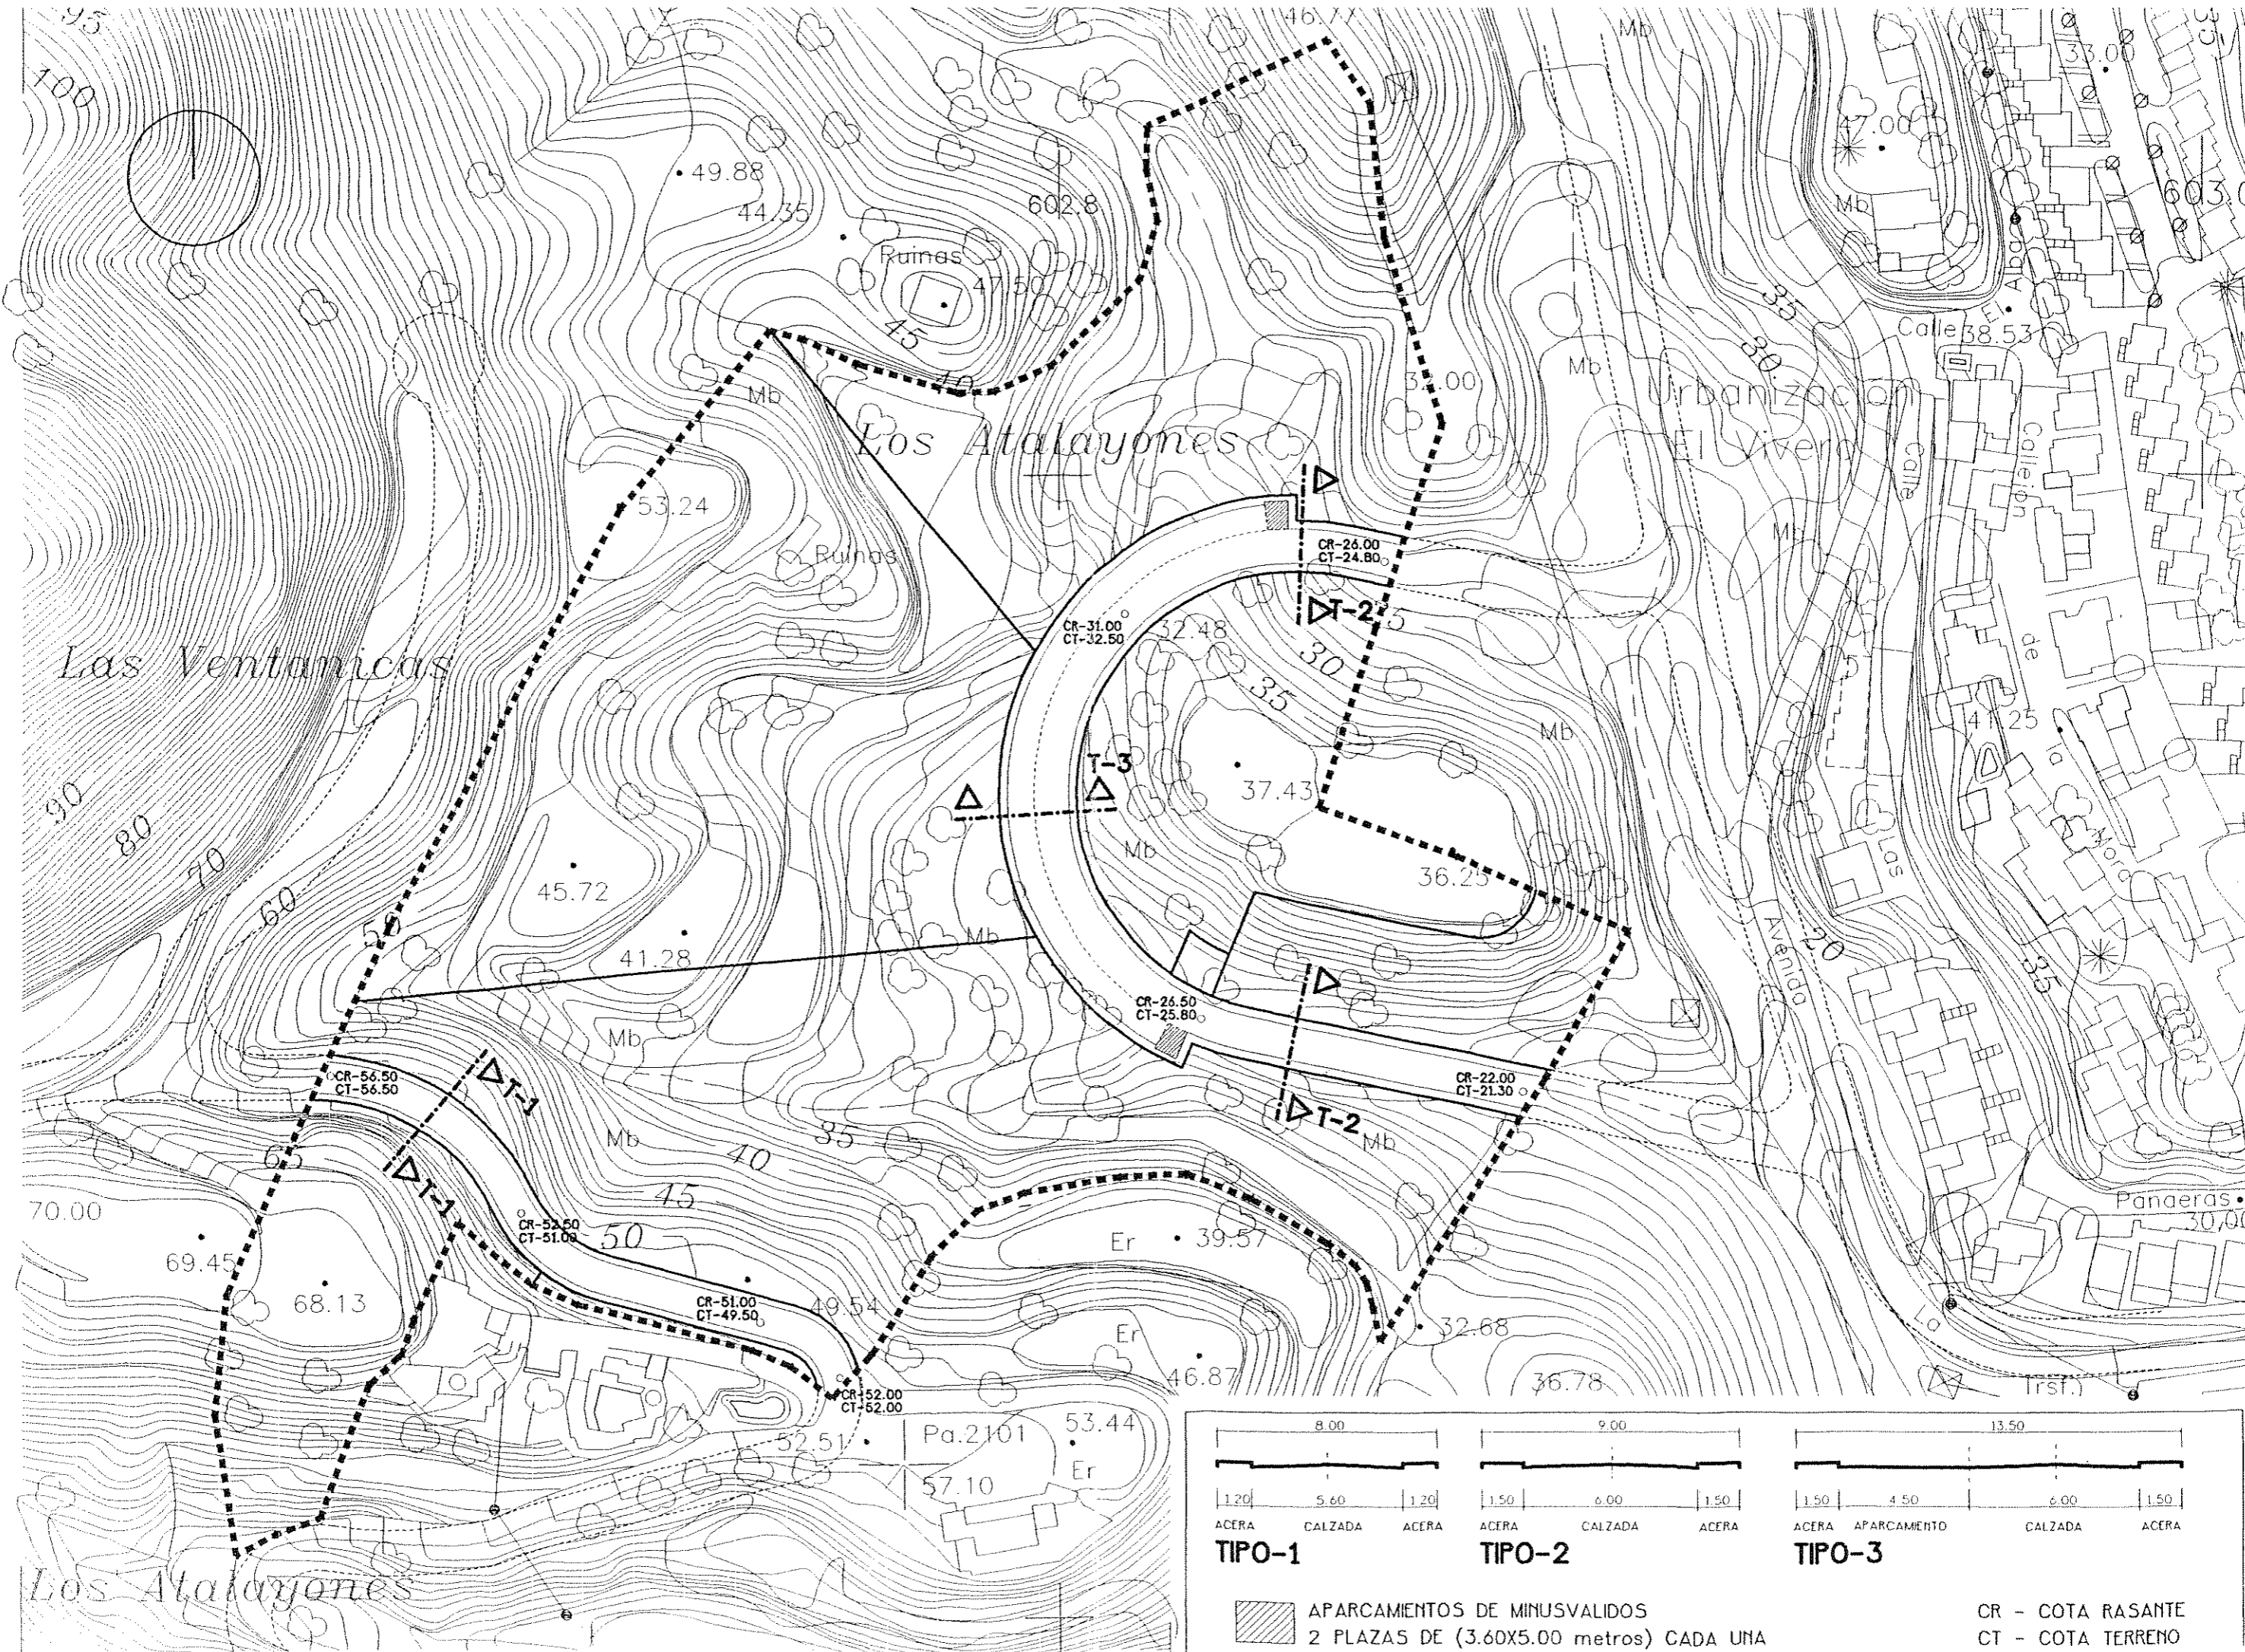 95
46.77
Mb
33.00
100
47.00
49.88
44.35
602.8
Mb
603.0
Ruinas
47.50
45
35
Calle
38.53
El Alba
30
Mb
Mb
40
Los Atalayones
Urbanización
El Vivero
Calle
Callejon
de
la
Mora
53.24
Mb
Ruinas
CR-26.00
CT-24.80
T-2
CR-31.00
CT-32.50
32.48
30
35
Las Ventanicas
41.25
Mb
T-3
37.43
90
80
70
60
50
Mb
45.72
36.25
Las
41.28
Mb
Avenida
20
35
CR-26.50
CT-25.80
Mb
CR-56.50
CT-56.50
T-1
CR-22.00
CT-21.30
T-2
Mb
Mb
35
40
65
T-1
45
70.00
Panaderas
30,00
CR-52.50
CT-51.00
50
Er
39.57
69.45
68.13
CR-51.00
CT-49.50
49.54
Er
32.68
La
46.87
36.78
(rsf.)
CR-52.00
CT-52.00
52.51
Pa.2101
53.44
Er
57.10
Los Atalayones
8.00
9.00
13.50
1.20 5.60 1.20
1.50 6.00 1.50
1.50 4.50 6.00 1.50
ACERA CALZADA ACERA
ACERA CALZADA ACERA
ACERA APARCAMIENTO CALZADA ACERA
TIPO-1
TIPO-2
TIPO-3
APARCAMIENTOS DE MINUSVALIDOS
2 PLAZAS DE (3.60X5.00 metros) CADA UNA
CR - COTA RASANTE
CT - COTA TERRENO